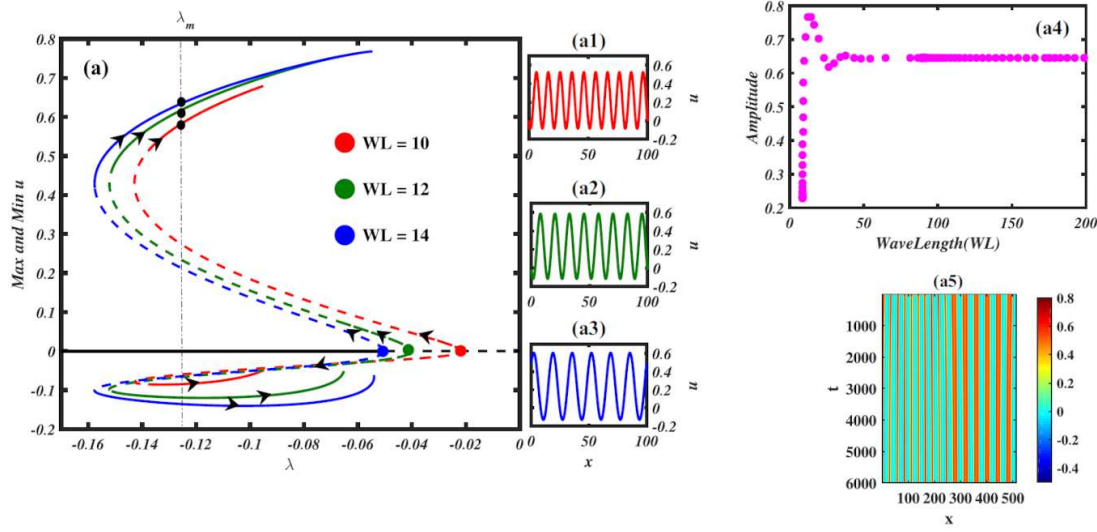 λm
(a)
Max and Min u
0.8
0.7
0.6
0.5
0.4
0.3
0.2
0.1
0
-0.1
-0.2
WL = 10
WL = 12
WL = 14
-0.16 -0.14 -0.12 -0.1 -0.08 -0.06 -0.04 -0.02 0
λ
(a1)
0.6
0.4
0.2
0
-0.2
u
0 50 100
(a2)
0.6
0.4
0.2
0
-0.2
u
0 50 100
(a3)
0.6
0.4
0.2
0
-0.2
u
0 50 100
x
(a4)
Amplitude
0.8
0.7
0.6
0.5
0.4
0.3
0.2
0 50 100 150 200
WaveLength(WL)
(a5)
t
1000
2000
3000
4000
5000
6000
100 200 300 400 500
x
0.8
0.6
0.4
0.2
0
-0.2
-0.4